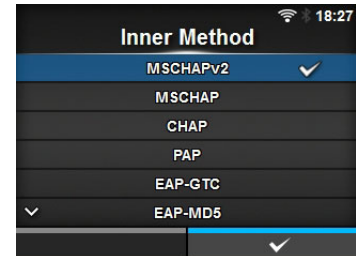 18:27
Inner Method
MSCHAPv2
MSCHAP
CHAP
PAP
EAP-GTC
EAP-MD5